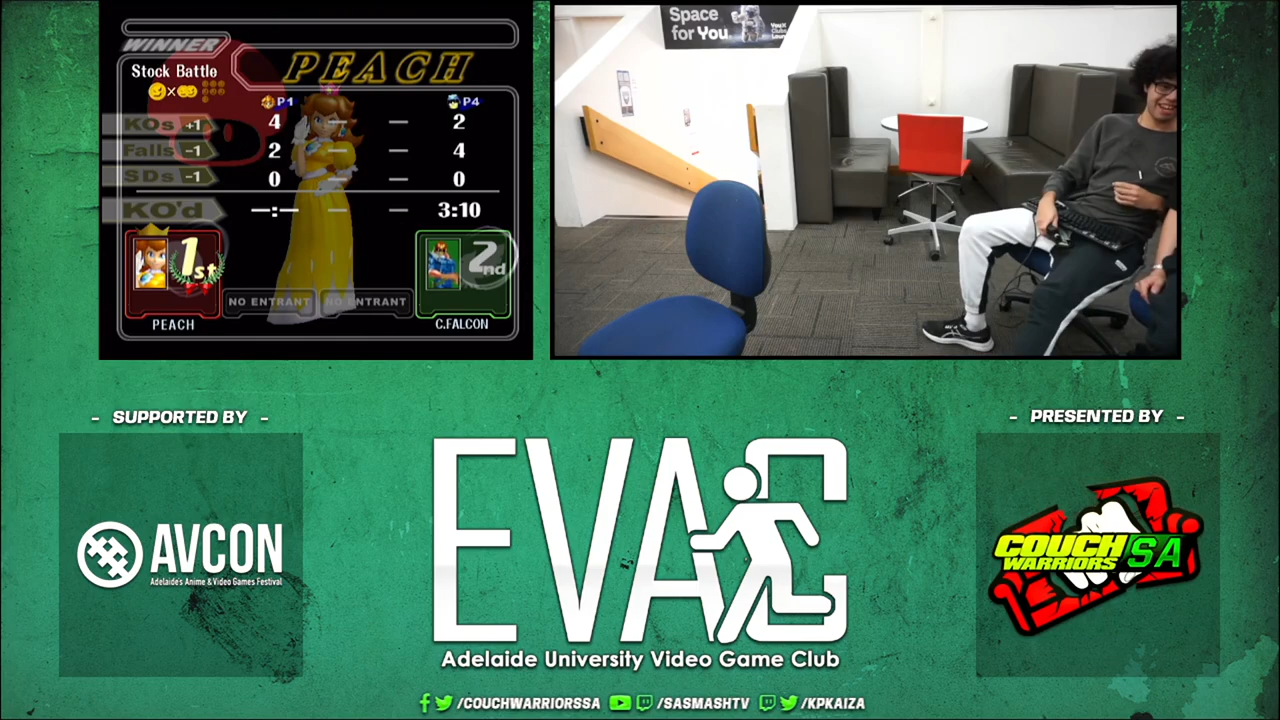 WINNER
PEACH
Stock Battle
P1
P4
KOs +1 4 — — 2
Falls -1 2 — — 4
SDs -1 0 — — 0
KO'd —:— — — 3:10
1st
2nd
NO ENTRANT
NO ENTRANT
PEACH
C.FALCON
Space
for You
- SUPPORTED BY -
AVCON
Adelaide's Anime & Video Games Festival
EVAC
Adelaide University Video Game Club
- PRESENTED BY -
COUCH
WARRIORS
SA
/COUCHWARRIORSSA
/SASMASHTV
/KPKAIZA